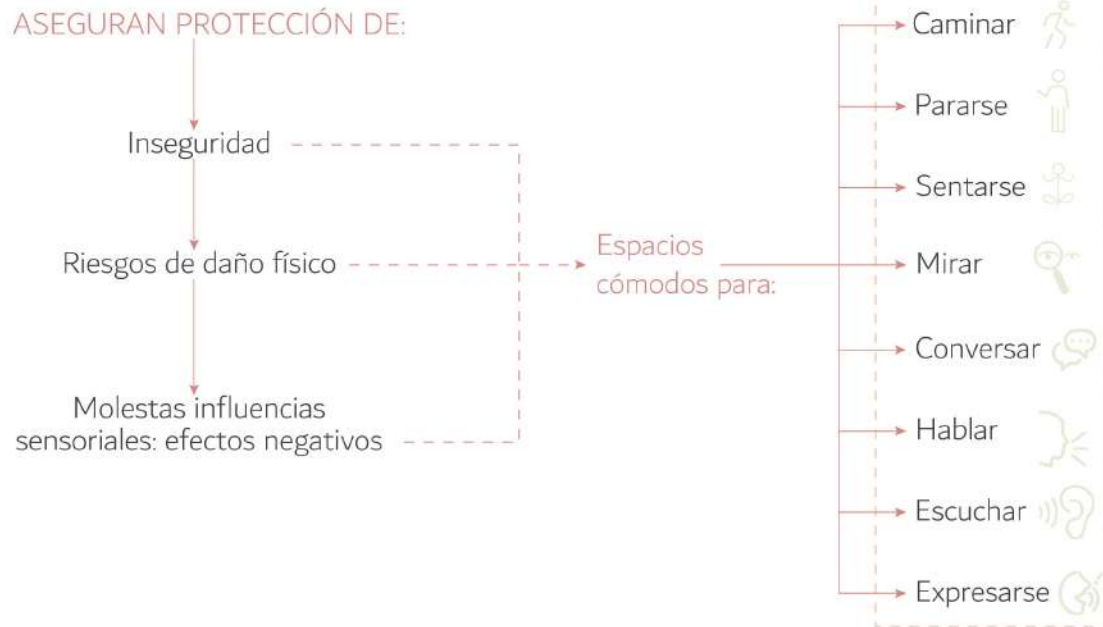 ASEGURAN PROTECCIÓN DE:
Inseguridad
Riesgos de daño físico
Molestas influencias
sensoriales: efectos negativos
Espacios
cómodos para:
Caminar
Pararse
Sentarse
Mirar
Conversar
Hablar
Escuchar
Expresarse